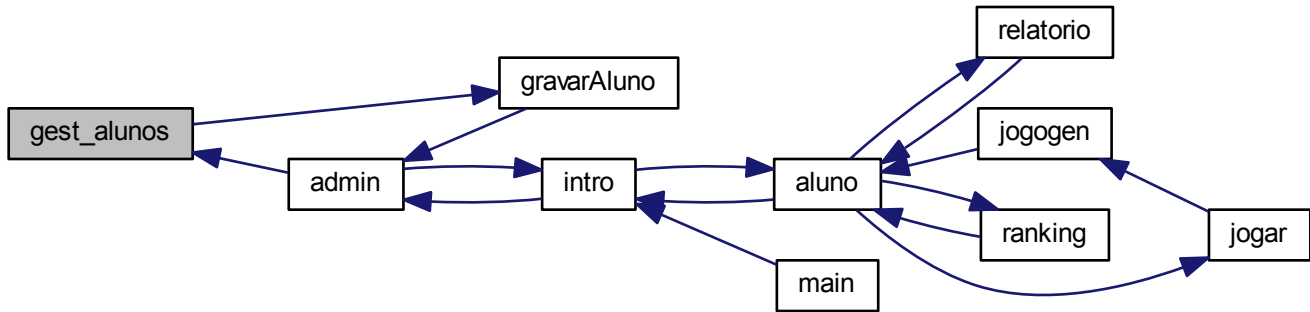 relatorio
gravarAluno
gest_alunos
jogogen
admin
intro
aluno
ranking
jogar
main